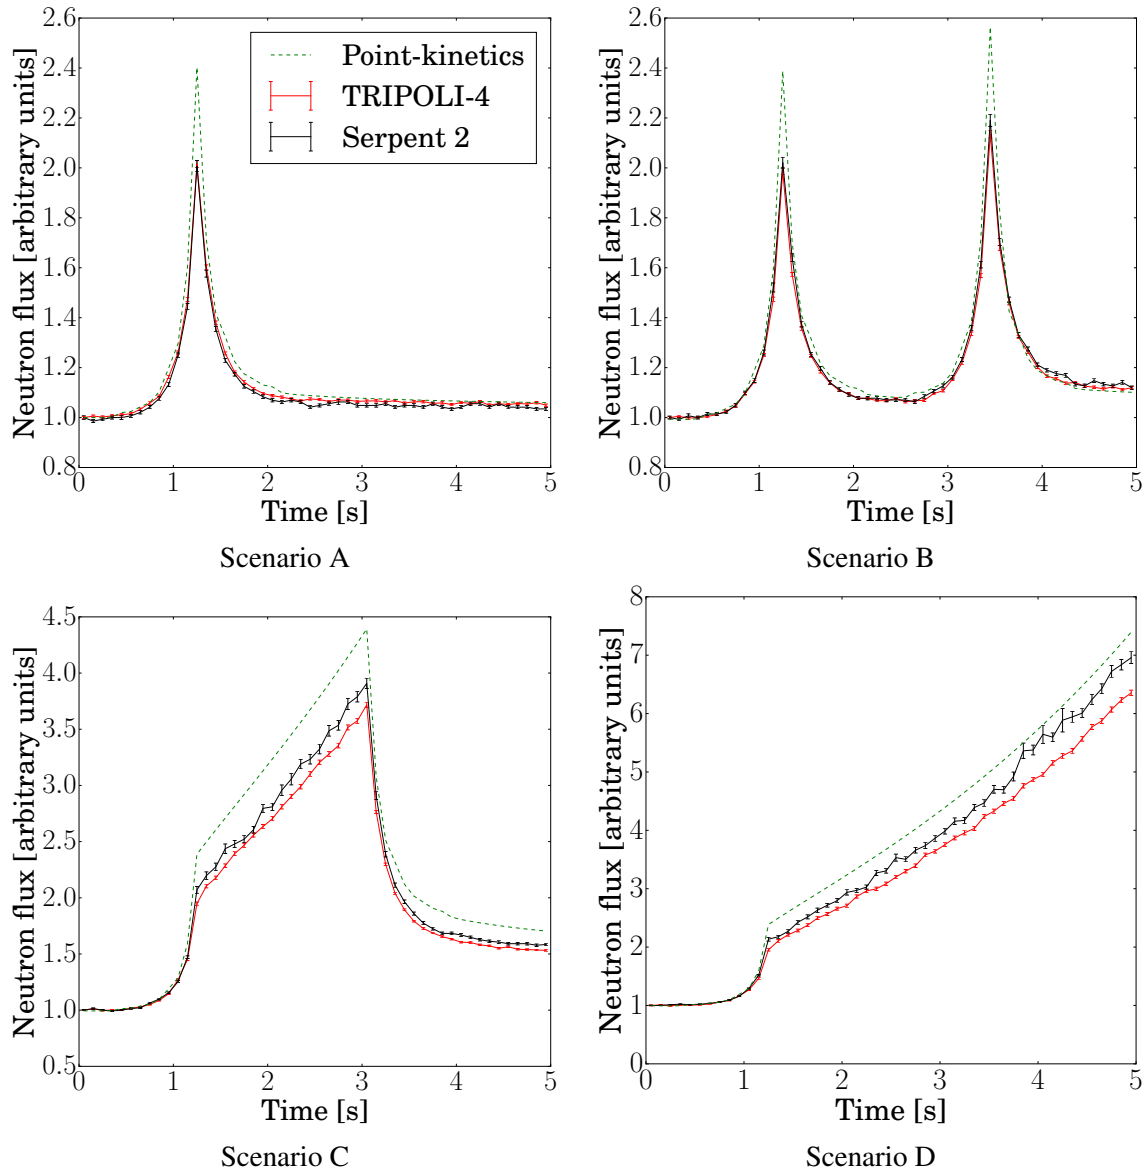 2.6
2.4
2.2
2.0
1.8
1.6
1.4
1.2
1.0
0.8
Neutron flux [arbitrary units]
Point-kinetics
TRIPOLI-4
Serpent 2
0 1 2 3 4 5
Time [s]
Scenario A
2.6
2.4
2.2
2.0
1.8
1.6
1.4
1.2
1.0
0.8
Neutron flux [arbitrary units]
0 1 2 3 4 5
Time [s]
Scenario B
4.5
4.0
3.5
3.0
2.5
2.0
1.5
1.0
0.5
Neutron flux [arbitrary units]
0 1 2 3 4 5
Time [s]
Scenario C
8
7
6
5
4
3
2
1
0
Neutron flux [arbitrary units]
0 1 2 3 4 5
Time [s]
Scenario D